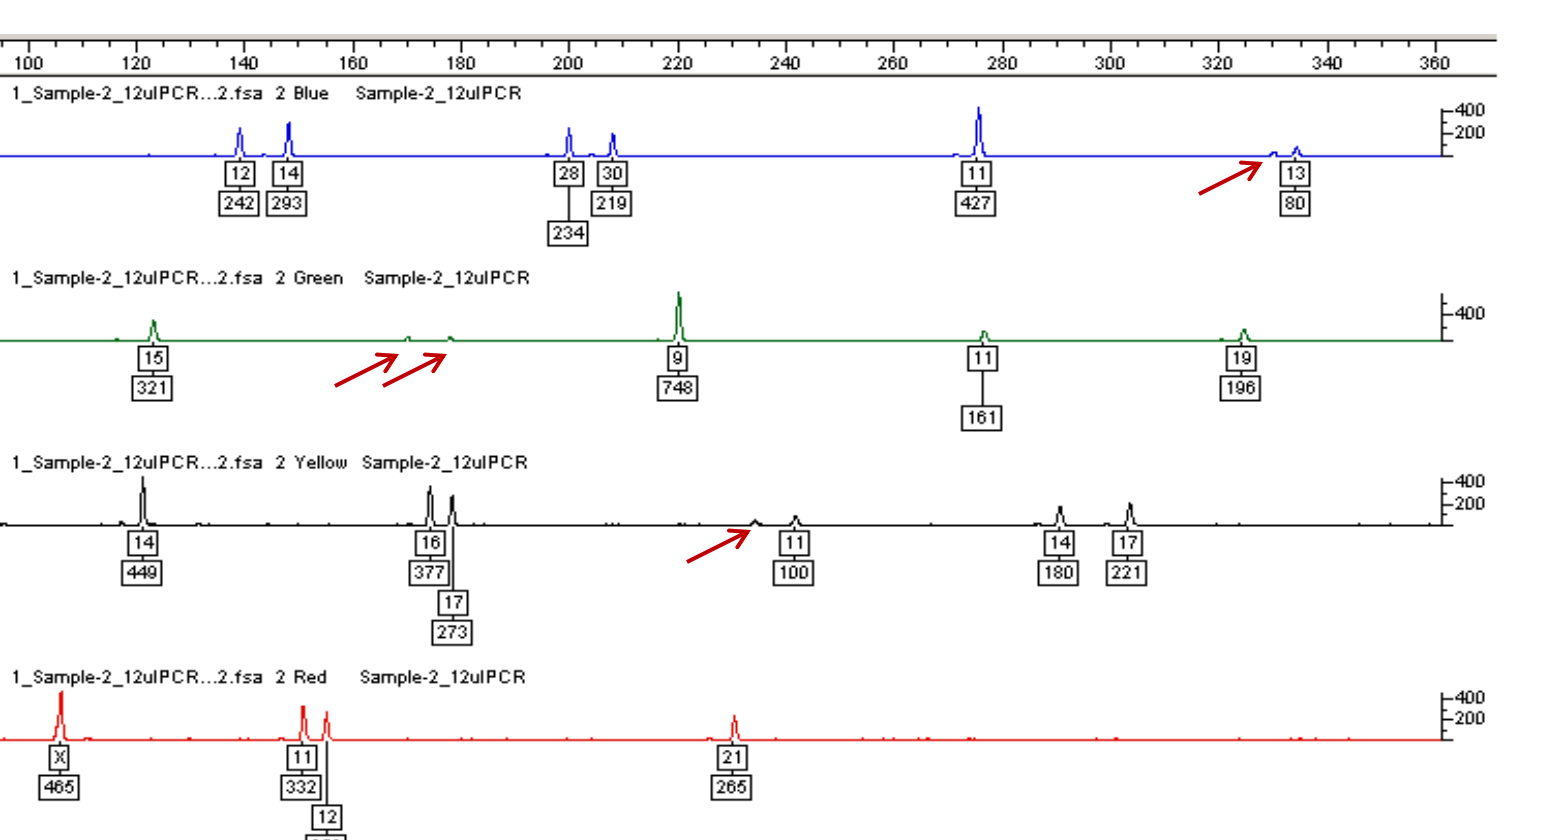 100 120 140 160 180 200 220 240 260 280 300 320 340 360
1_Sample-2_12ulPCR...2.fsa 2 Blue Sample-2_12ulPCR
400
200
12 14 28 30 11 13
242 293 219 427 80
234
1_Sample-2_12ulPCR...2.fsa 2 Green Sample-2_12ulPCR
400
15 9 11 19
321 748 196
161
1_Sample-2_12ulPCR...2.fsa 2 Yellow Sample-2_12ulPCR
400
200
14 16 11 14 17
449 377 100 180 221
17
273
1_Sample-2_12ulPCR...2.fsa 2 Red Sample-2_12ulPCR
400
200
X 11 21
465 332 265
12